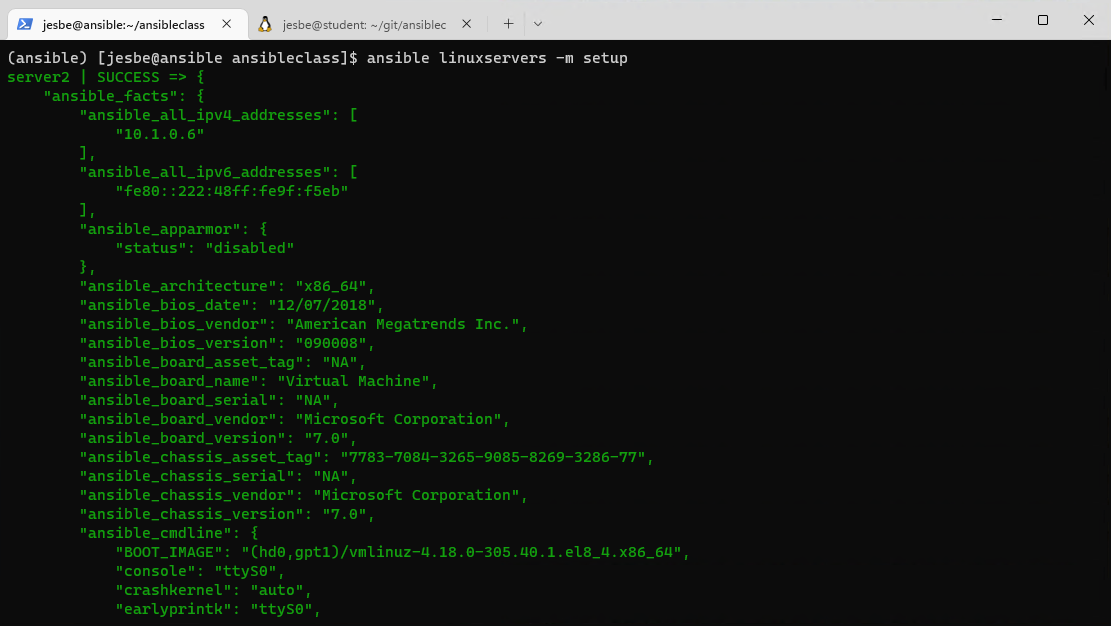 jesbe@ansible:~/ansibleclass
jesbe@student: ~/git/ansiblec
(ansible) [jesbe@ansible ansibleclass]$ ansible linuxservers -m setup
server2 | SUCCESS => {
    "ansible_facts": {
        "ansible_all_ipv4_addresses": [
            "10.1.0.6"
        ],
        "ansible_all_ipv6_addresses": [
            "fe80::222:48ff:fe9f:f5eb"
        ],
        "ansible_apparmor": {
            "status": "disabled"
        },
        "ansible_architecture": "x86_64",
        "ansible_bios_date": "12/07/2018",
        "ansible_bios_vendor": "American Megatrends Inc.",
        "ansible_bios_version": "090008",
        "ansible_board_asset_tag": "NA",
        "ansible_board_name": "Virtual Machine",
        "ansible_board_serial": "NA",
        "ansible_board_vendor": "Microsoft Corporation",
        "ansible_board_version": "7.0",
        "ansible_chassis_asset_tag": "7783-7084-3265-9085-8269-3286-77",
        "ansible_chassis_serial": "NA",
        "ansible_chassis_vendor": "Microsoft Corporation",
        "ansible_chassis_version": "7.0",
        "ansible_cmdline": {
            "BOOT_IMAGE": "(hd0,gpt1)/vmlinuz-4.18.0-305.40.1.el8_4.x86_64",
            "console": "ttyS0",
            "crashkernel": "auto",
            "earlyprintk": "ttyS0",